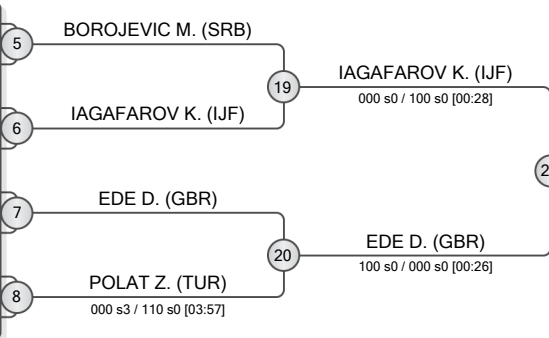 5
BOROJEVIC M. (SRB)
19
IAGAFAROV K. (IJF)
000 s0 / 100 s0 [00:28]
6
IAGAFAROV K. (IJF)
7
EDE D. (GBR)
20
EDE D. (GBR)
100 s0 / 000 s0 [00:26]
8
POLAT Z. (TUR)
000 s3 / 110 s0 [03:57]